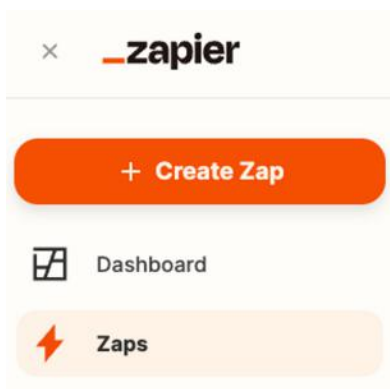 × _zapier
+ Create Zap
Dashboard
Zaps